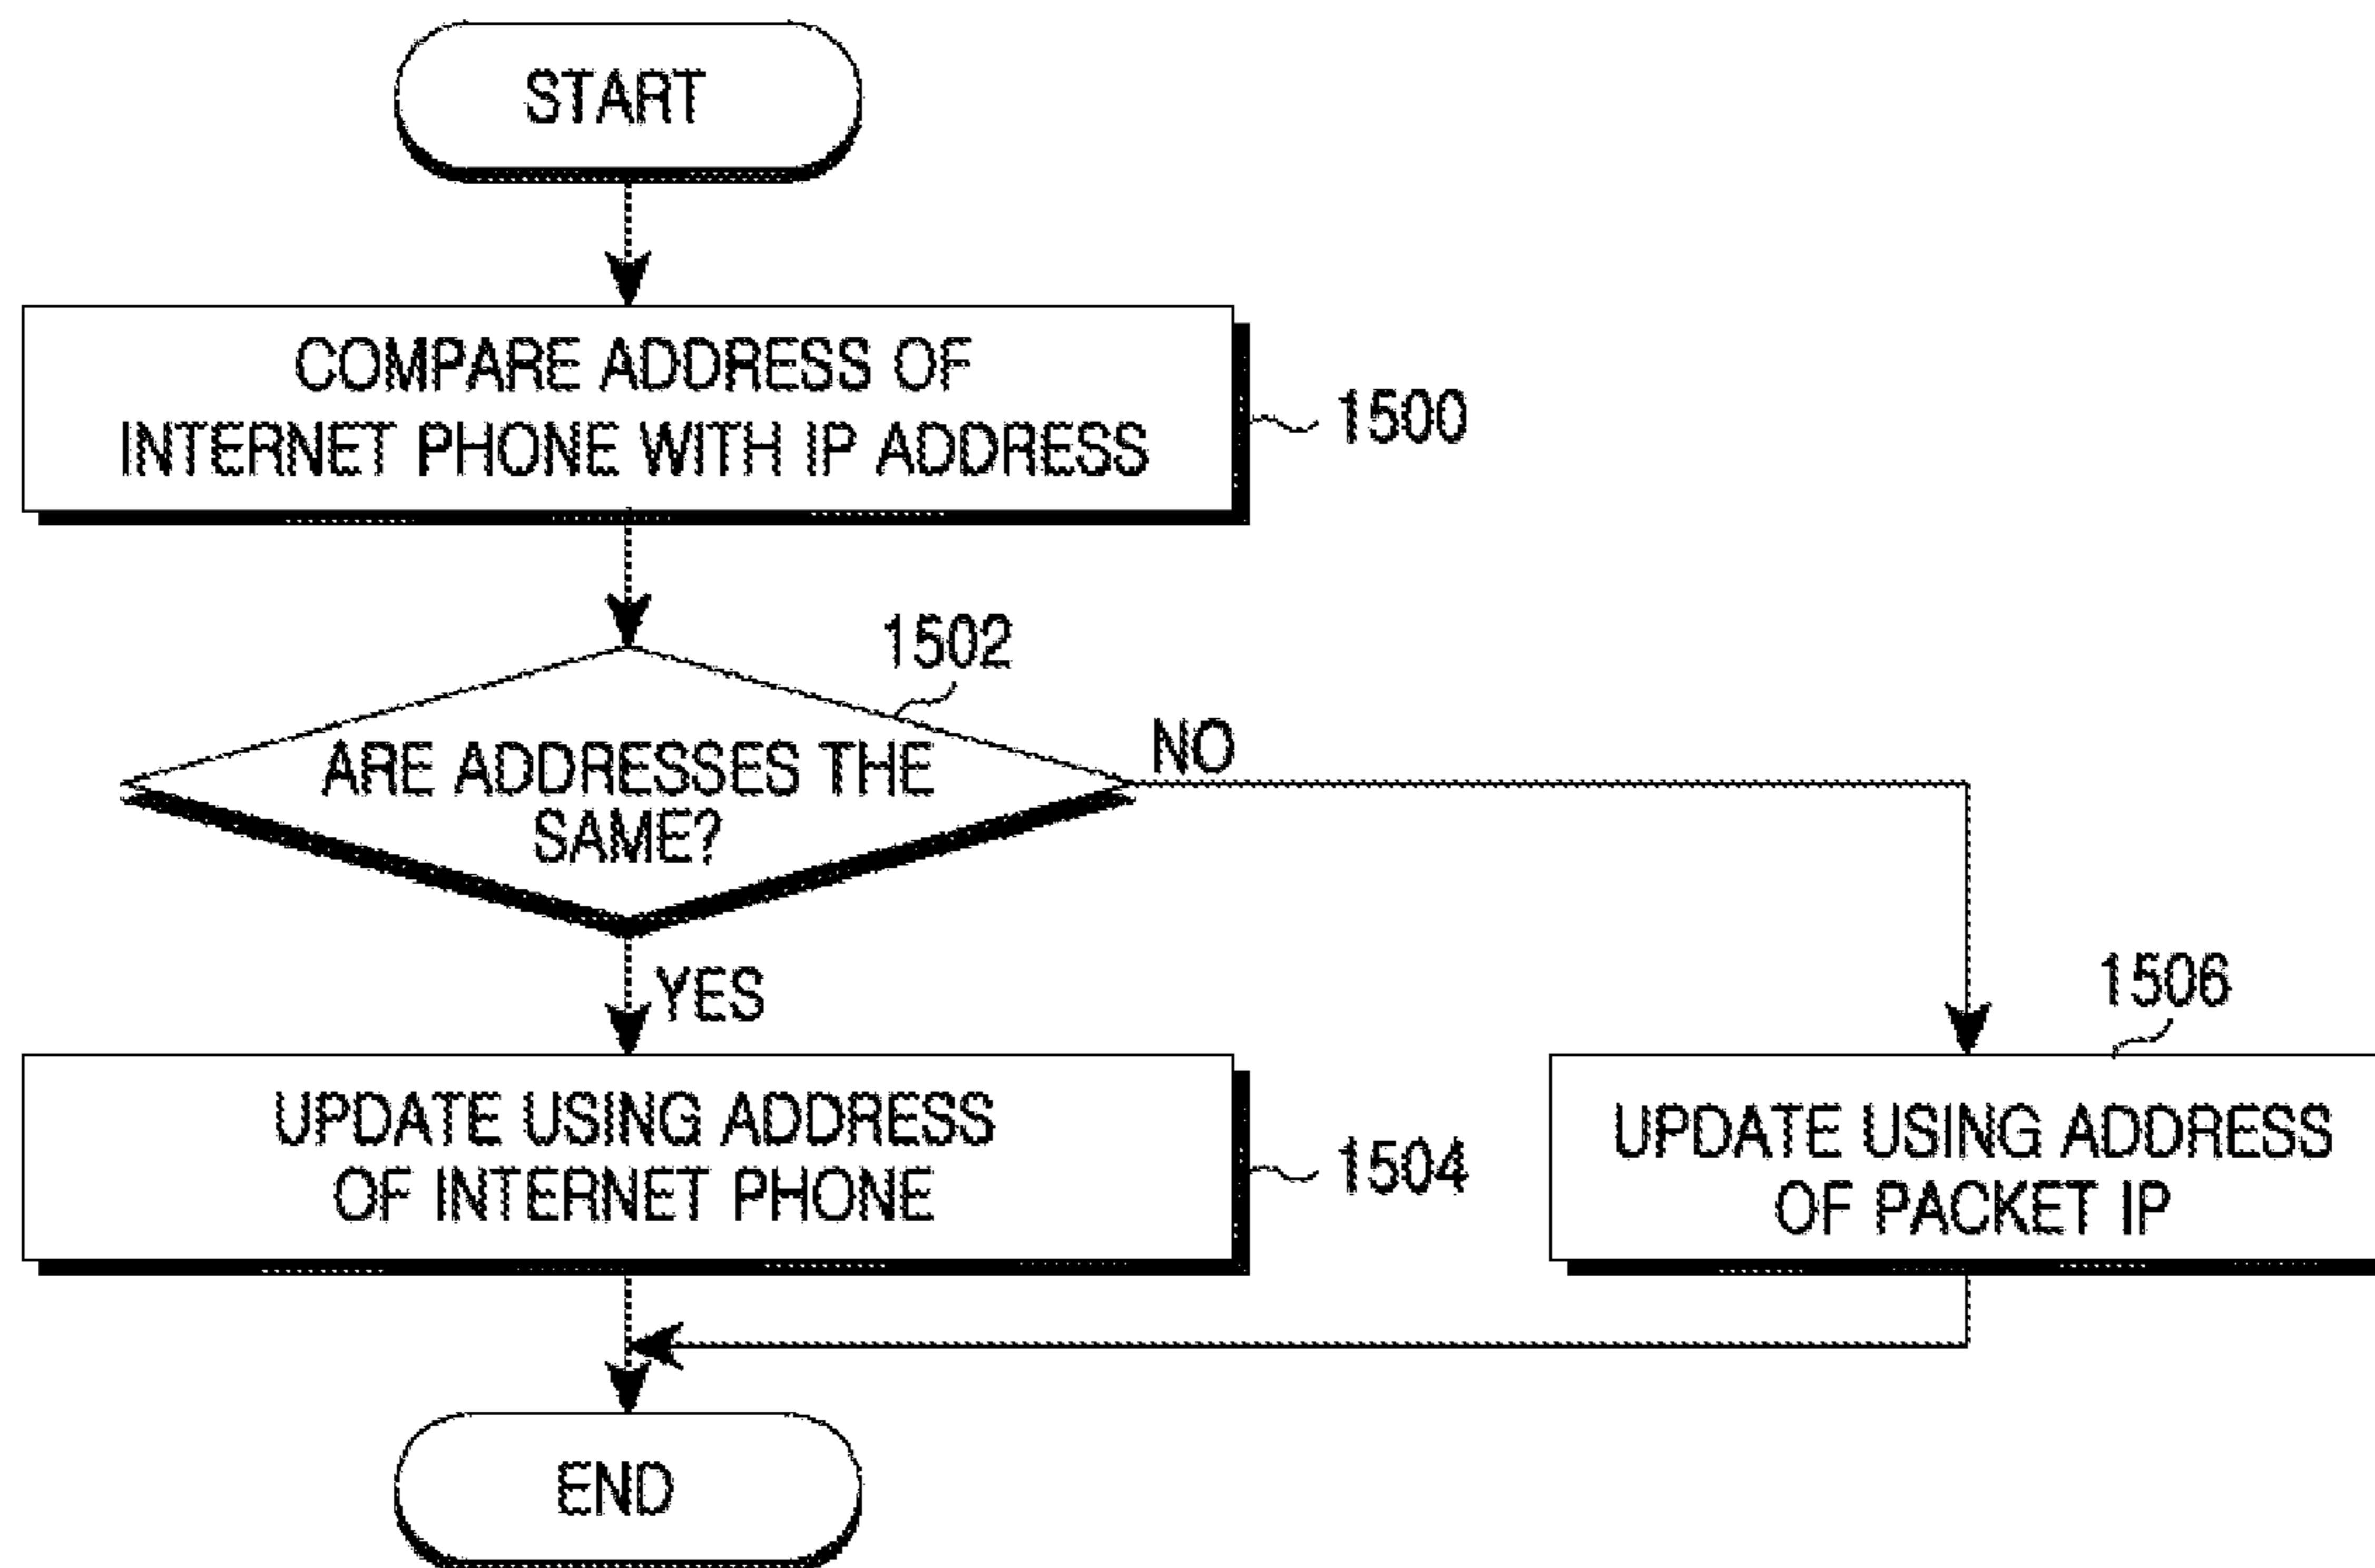 START
COMPARE ADDRESS OF
INTERNET PHONE WITH IP ADDRESS
1500
1502
ARE ADDRESSES THE
SAME?
NO
YES
1506
UPDATE USING ADDRESS
OF INTERNET PHONE
1504
UPDATE USING ADDRESS
OF PACKET IP
END